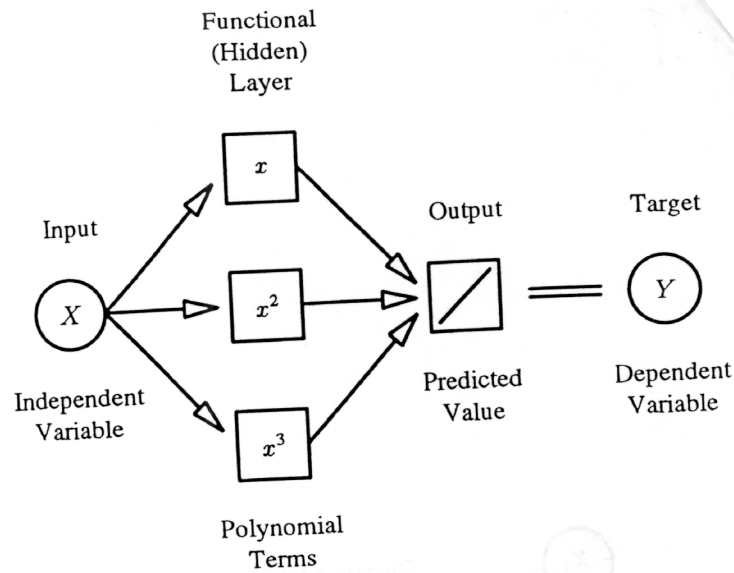 Functional
(Hidden)
Layer
x
Input
Output
Target
X
x²
Y
Independent
Variable
Predicted
Value
Dependent
Variable
x³
Polynomial
Terms